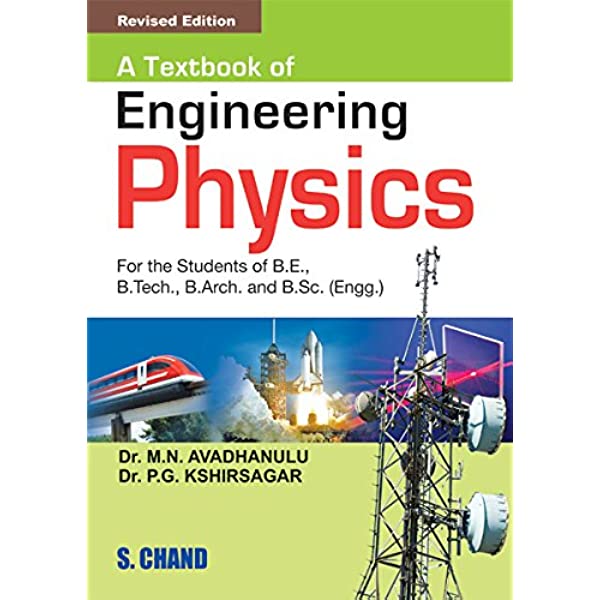 Revised Edition
A Textbook of
Engineering
Physics
For the Students of B.E.,
B.Tech., B.Arch. and B.Sc. (Engg.)
Dr. M.N. AVADHANULU
Dr. P.G. KSHIRSAGAR
S. CHAND